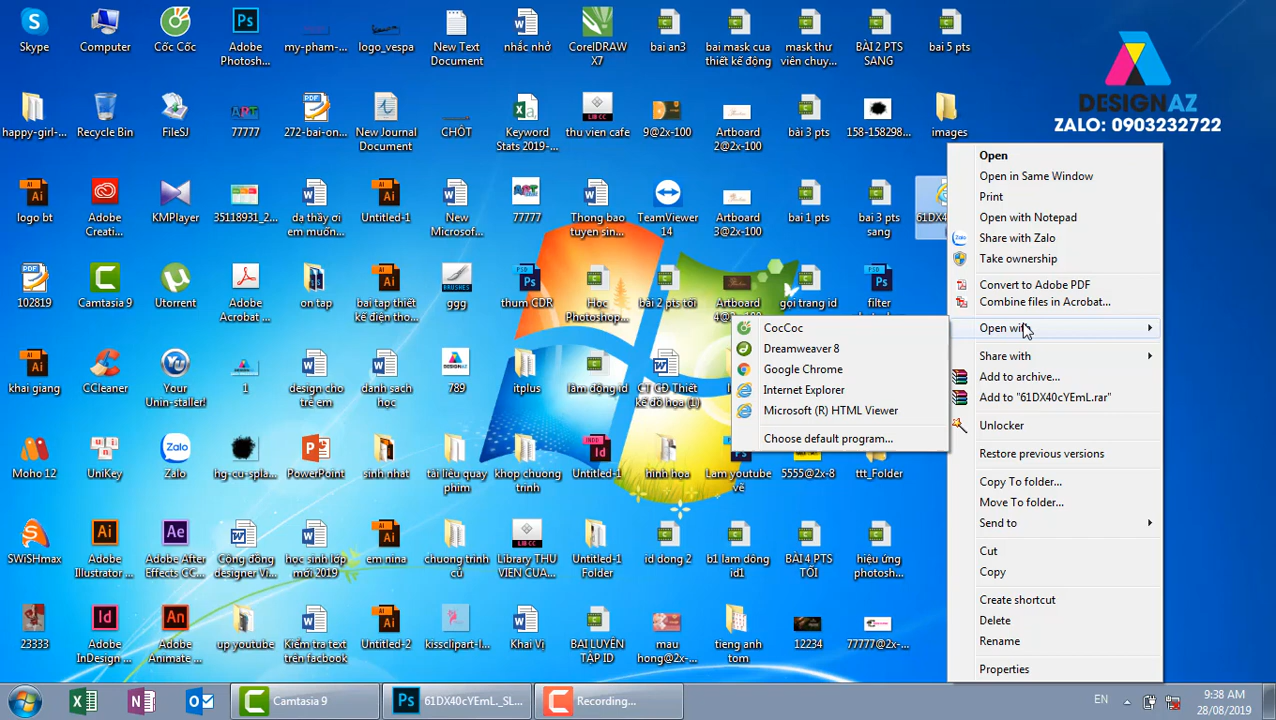 Skype
Computer
Cốc Cốc
Adobe Photosh...
my-pham-...
logo_vespa
New Text Document
nhắc nhở
CorelDRAW X7
bai an3
bai mask cua thiết kế động
mask thư viên chuy...
BÀI 2 PTS SANG
bai 5 pts
DESIGNAZ
ZALO: 0903232722
happy-girl-...
Recycle Bin
FileSJ
77777
272-bai-on...
New Journal Document
CHỐT
Keyword Stats 2019-...
thu vien cafe
9@2x-100
Artboard 2@2x-100
bài 3 pts
158-158298...
images
logo bt
Adobe Creati...
KMPlayer
35118931_2...
dạ thầy ơi em muốn...
Untitled-1
New Microsof...
77777
Thong bao tuyen sin...
TeamViewer 14
Artboard 3@2x-100
bai 1 pts
bai 3 pts sang
102819
Camtasia 9
Utorrent
Adobe Acrobat ...
on tap
bai tap thiết kế điện tho...
ggg
thum GDR
Hoc Photoshop...
bài 2 pts tối
Artboard 4@2x-100
gọi trang id
filter
khai giang
CCleaner
Your Unin-staller!
1
design cho trẻ em
danh sach học
789
itplus
làm động id
CT GĐ Thiết kế đồ họa (1)
Moho 12
UniKey
Zalo
hg-cu-spla...
PowerPoint
sinh nhat
tài liệu quay phim
khop chuong trinh
Untitled-1
hinh họa
Lam youtube vẽ
5555@2x-8
ttt_Folder
SWiSHmax
Adobe Illustrator ...
Adobe After Effects CC...
Cộng đồng designer Vi...
học sinh lớp mới 2019
em nina
chuong trình cũ
Library THU VIEN CUA...
Untitled-1 Folder
id dong 2
b1 lam dông id1
BÀI 4 PTS TỐI
hiệu ứng photosh...
23333
Adobe InDesign ...
Adobe Animate ...
up youtube
Kiểm tra text trên facbook
Untitled-2
kissclipart-l...
Khai Vị
BAI LUYỆN TẬP ID
mau hong@2x-...
tieng anh tom
12234
77777@2x-...
Open
Open in Same Window
Print
Open with Notepad
Share with Zalo
Take ownership
Convert to Adobe PDF
Combine files in Acrobat...
Open with
Share with
Add to archive...
Add to "61DX40cYEmL.rar"
Unlocker
Restore previous versions
Copy To folder...
Move To folder...
Send to
Cut
Copy
Create shortcut
Delete
Rename
Properties
CocCoc
Dreamweaver 8
Google Chrome
Internet Explorer
Microsoft (R) HTML Viewer
Choose default program...
Camtasia 9
61DX40cYEmL._SL...
Recording...
EN
9:38 AM
28/08/2019